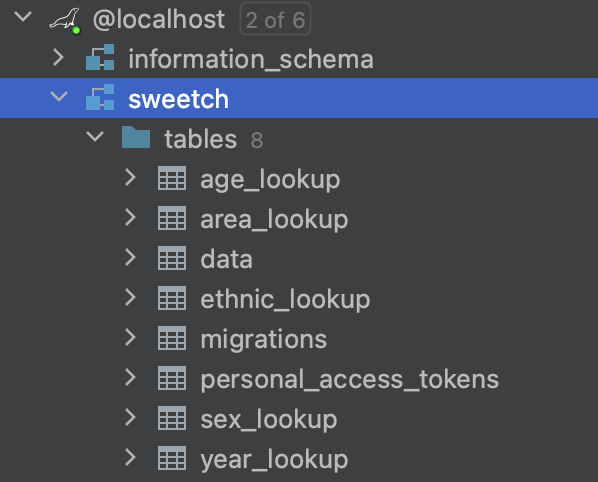 @localhost 2 of 6
information_schema
sweetch
tables 8
age_lookup
area_lookup
data
ethnic_lookup
migrations
personal_access_tokens
sex_lookup
year_lookup